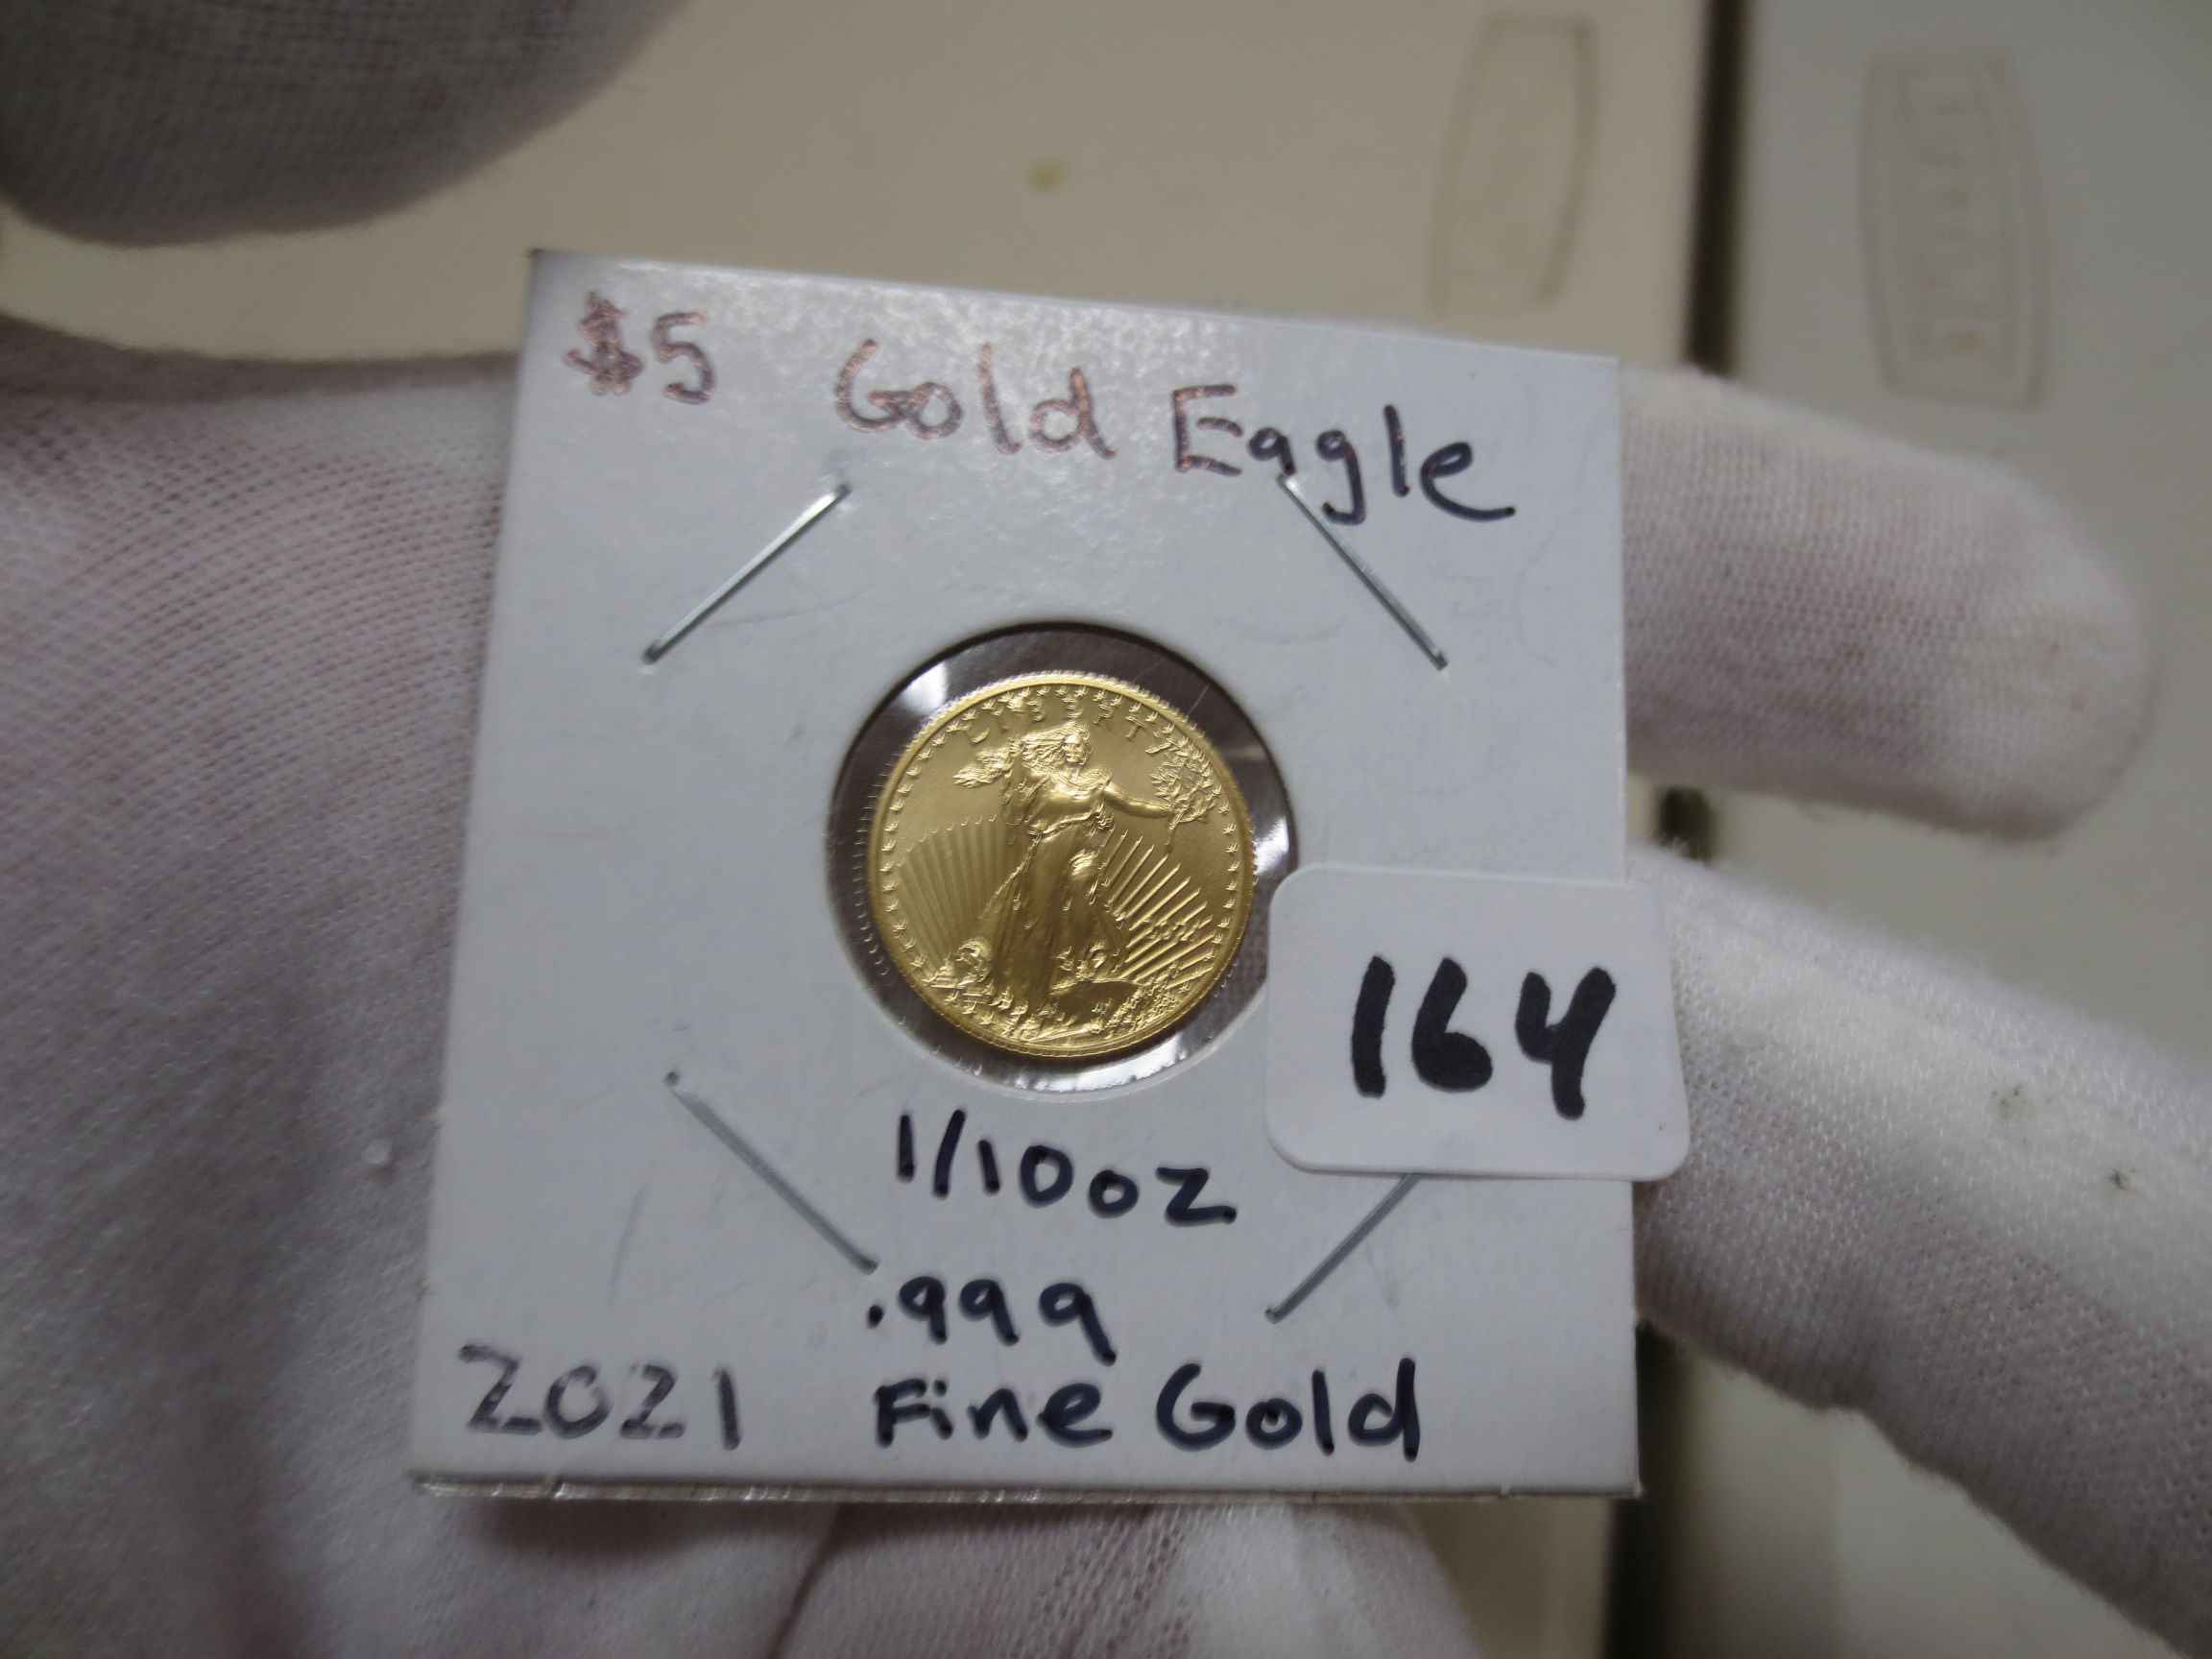 $5 Gold Eagle
LIBERTY
164
1/10oz
.999
2021 Fine Gold